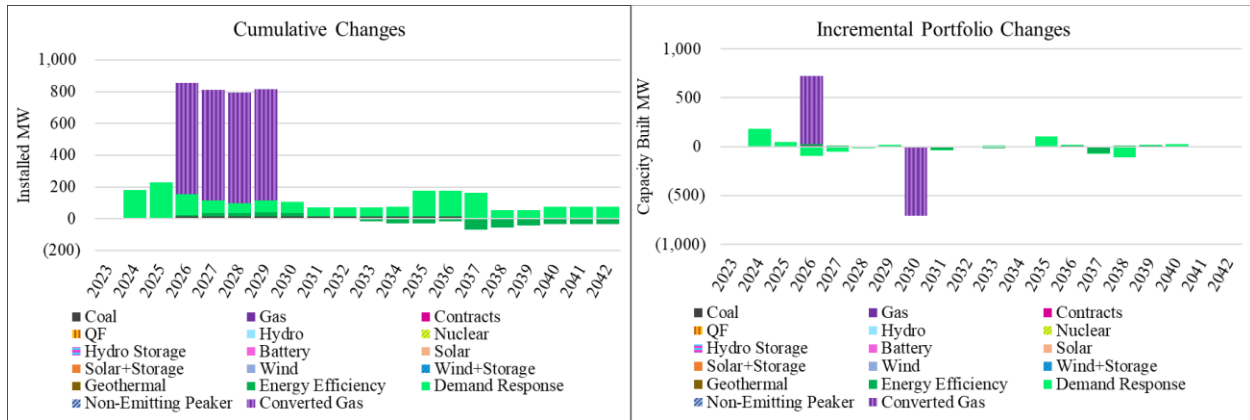 Cumulative Changes
Installed MW
1,000
800
600
400
200
0
(200)
2023 2024 2025 2026 2027 2028 2029 2030 2031 2032 2033 2034 2035 2036 2037 2038 2039 2040 2041 2042
Coal Gas Contracts
QF Hydro Nuclear
Hydro Storage Battery Solar
Solar+Storage Wind Wind+Storage
Geothermal Energy Efficiency Demand Response
Non-Emitting Peaker Converted Gas
Incremental Portfolio Changes
Capacity Built MW
1,000
500
0
(500)
(1,000)
2023 2024 2025 2026 2027 2028 2029 2030 2031 2032 2033 2034 2035 2036 2037 2038 2039 2040 2041 2042
Coal Gas Contracts
QF Hydro Nuclear
Hydro Storage Battery Solar
Solar+Storage Wind Wind+Storage
Geothermal Energy Efficiency Demand Response
Non-Emitting Peaker Converted Gas